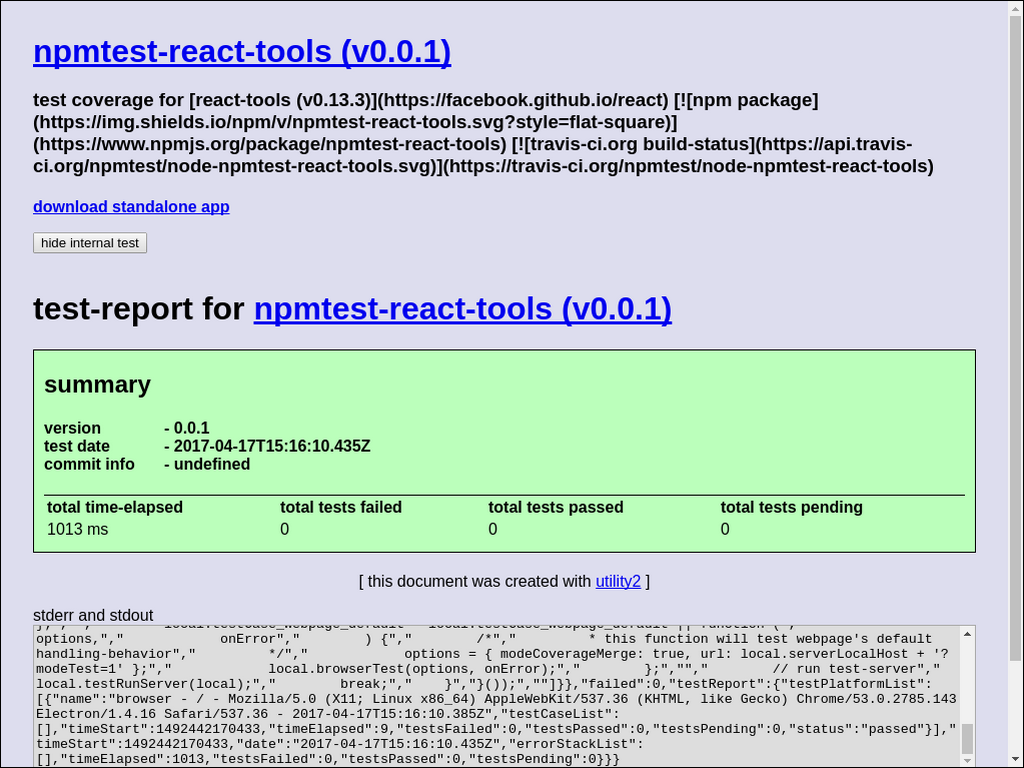 npmtest-react-tools (v0.0.1)
test coverage for [react-tools (v0.13.3)](https://facebook.github.io/react) [![npm package]
(https://img.shields.io/npm/v/npmtest-react-tools.svg?style=flat-square)]
(https://www.npmjs.org/package/npmtest-react-tools) [![travis-ci.org build-status](https://api.travis-
ci.org/npmtest/node-npmtest-react-tools.svg)](https://travis-ci.org/npmtest/node-npmtest-react-tools)
download standalone app
hide internal test
test-report for npmtest-react-tools (v0.0.1)
summary
version - 0.0.1
test date - 2017-04-17T15:16:10.435Z
commit info - undefined
total time-elapsed total tests failed total tests passed total tests pending
1013 ms 0 0 0
[ this document was created with utility2 ]
stderr and stdout
options,"," onError"," ) {"," /*"," * this function will test webpage's default
handling-behavior"," */"," options = { modeCoverageMerge: true, url: local.serverLocalHost + '?
modeTest=1' };"," local.browserTest(options, onError);"," };",""," // run test-server","
local.testRunServer(local);"," break;"," }","}());",""]}},"failed":0,"testReport":{"testPlatformList":
[{"name":"browser - / - Mozilla/5.0 (X11; Linux x86_64) AppleWebKit/537.36 (KHTML, like Gecko) Chrome/53.0.2785.143
Electron/1.4.16 Safari/537.36 - 2017-04-17T15:16:10.385Z","testCaseList":
[],"timeStart":1492442170433,"timeElapsed":9,"testsFailed":0,"testsPassed":0,"testsPending":0,"status":"passed"}],"
timeStart":1492442170433,"date":"2017-04-17T15:16:10.435Z","errorStackList":
[],"timeElapsed":1013,"testsFailed":0,"testsPassed":0,"testsPending":0}}}